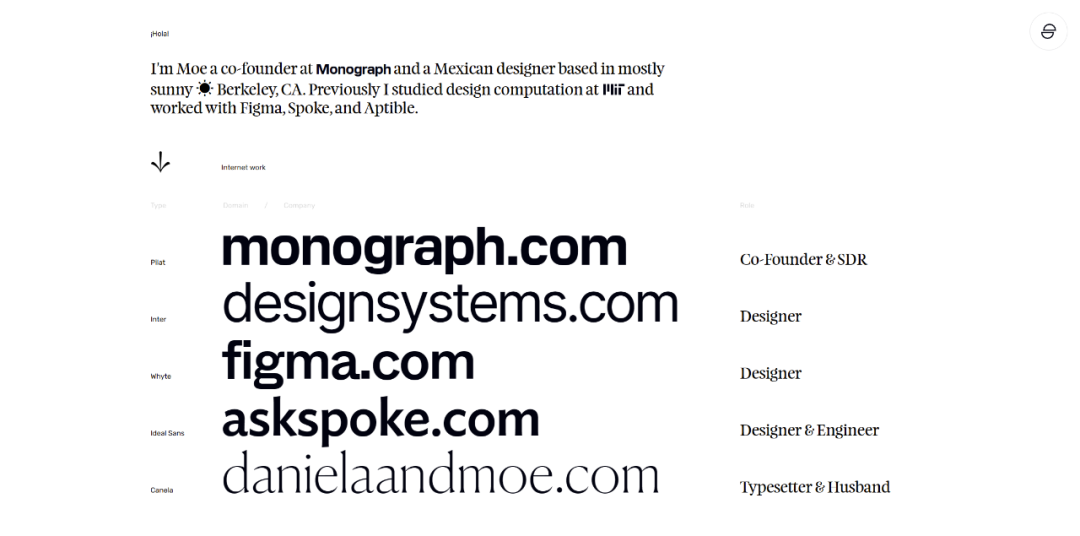 ¡Hola!
I'm Moe a co-founder at Monograph and a Mexican designer based in mostly
sunny Berkeley, CA. Previously I studied design computation at MIT and
worked with Figma, Spoke, and Aptible.
Internet work
Type Domain / Company Role
Pilat monograph.com Co-Founder & SDR
Inter designsystems.com Designer
Whyte figma.com Designer
Ideal Sans askspoke.com Designer & Engineer
Canela danielaandmoe.com Typesetter & Husband